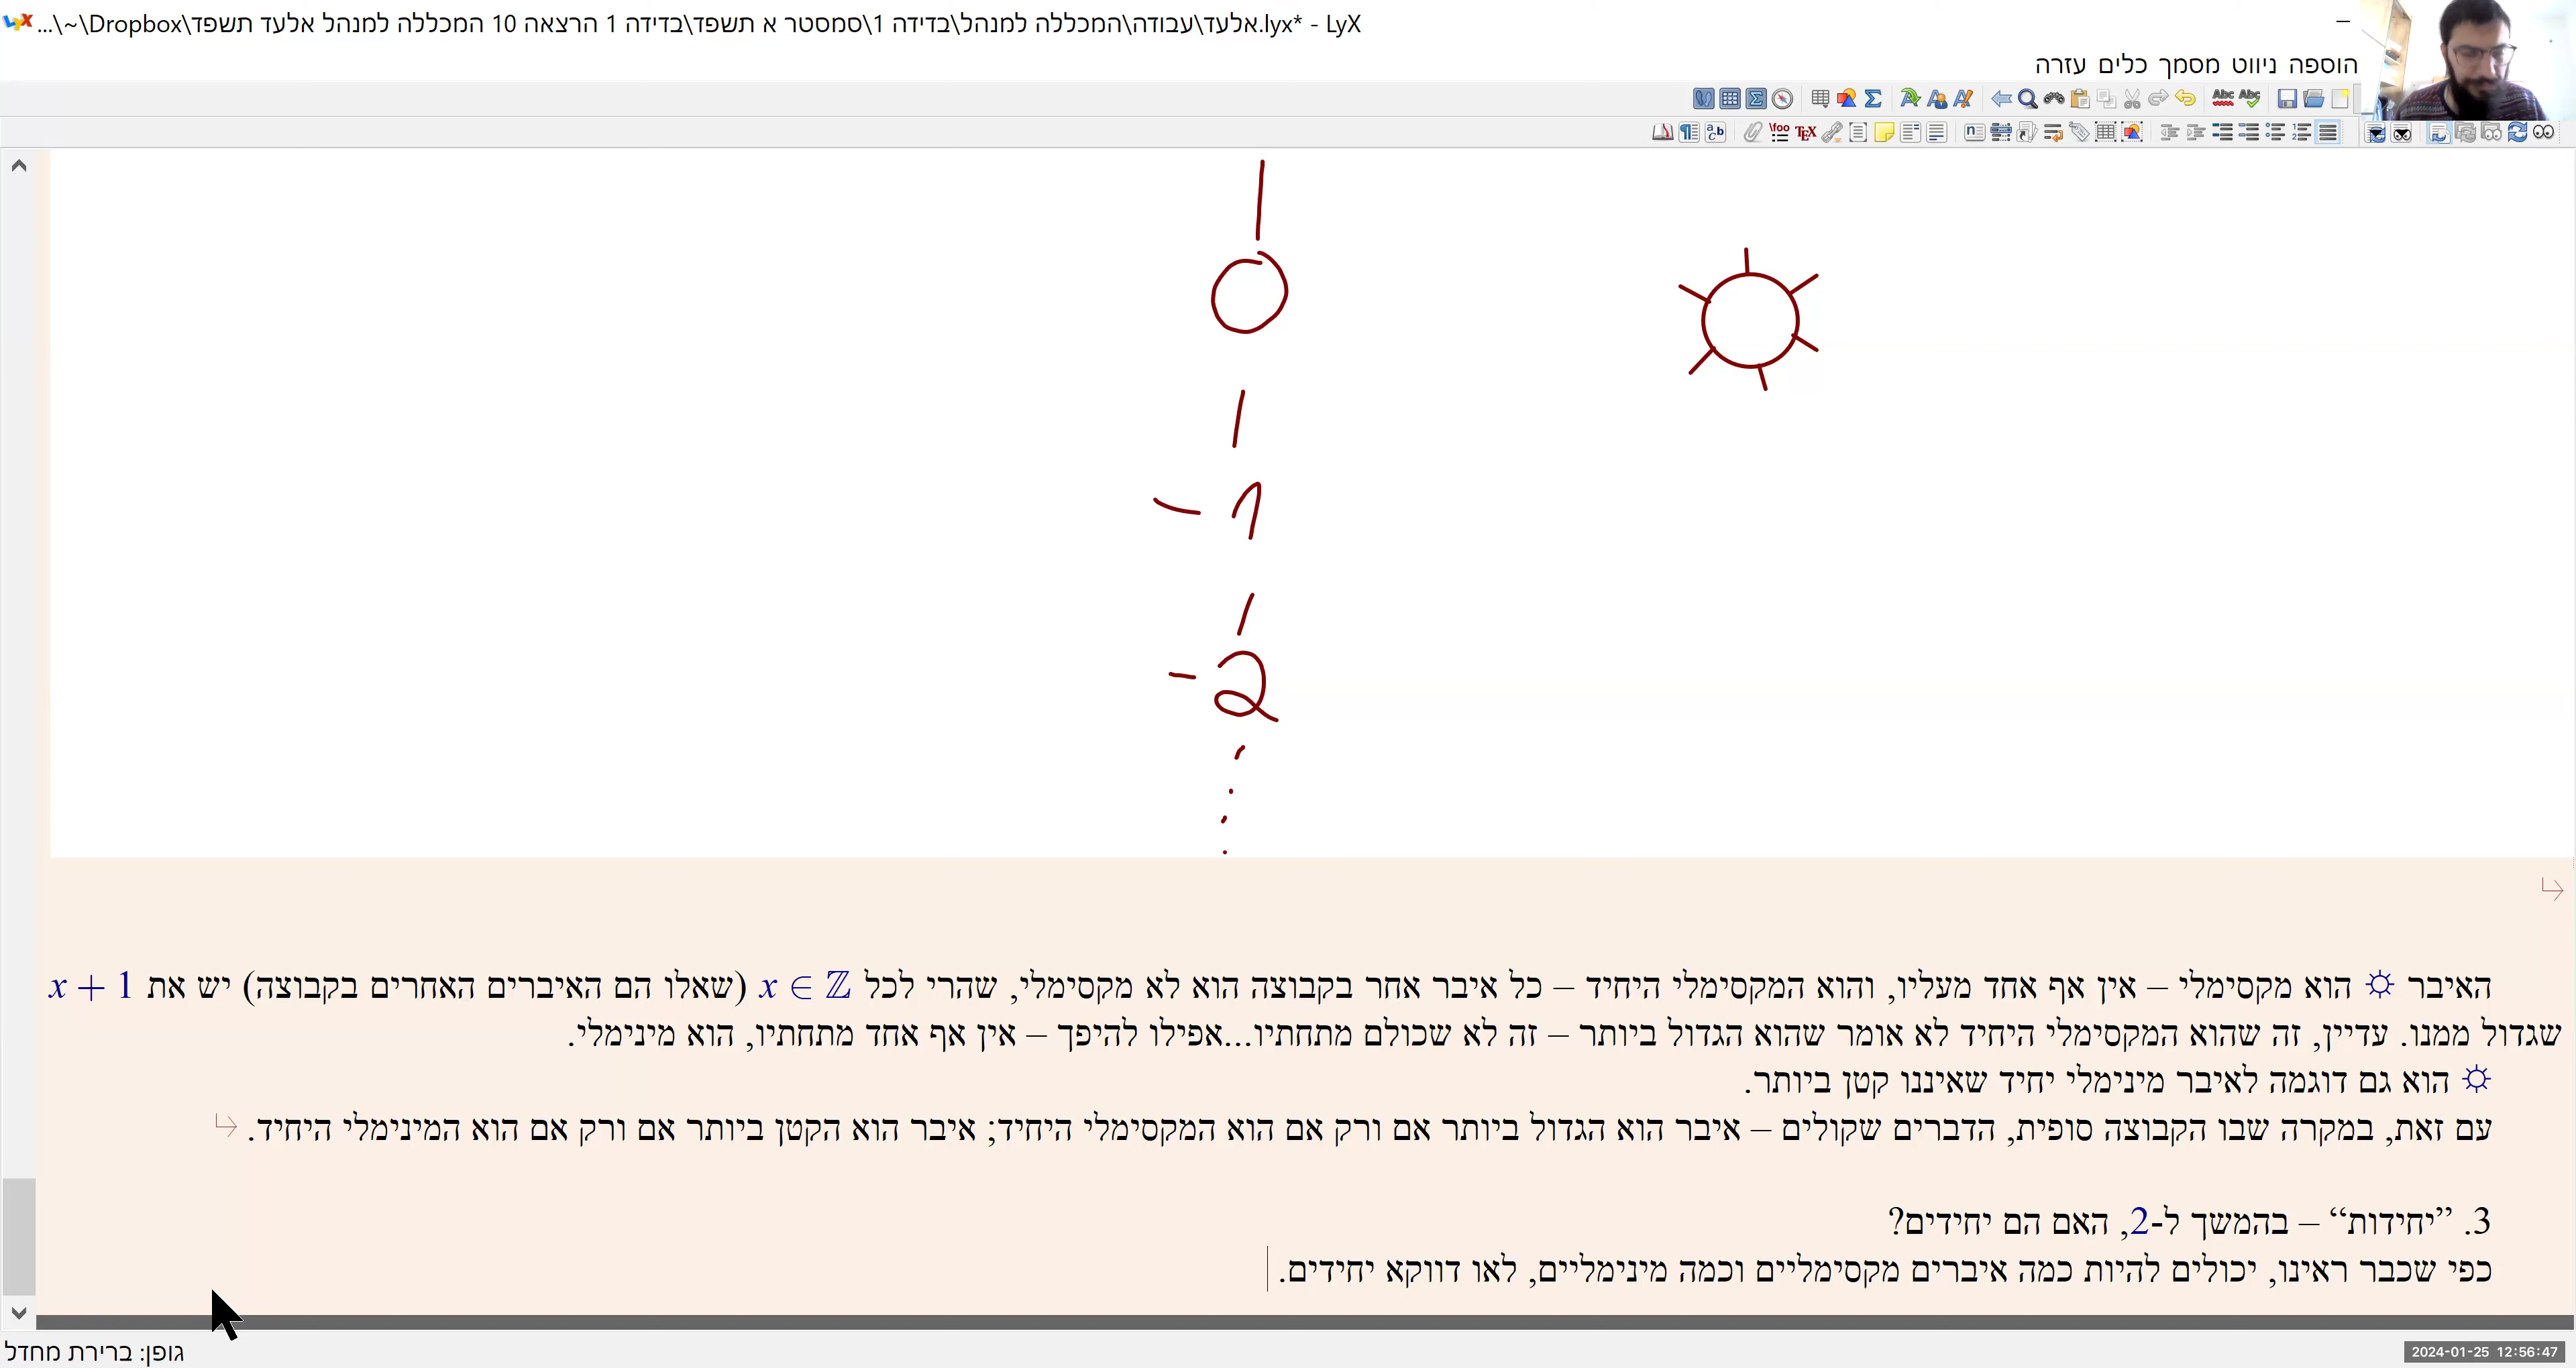 ...\~\Dropbox\אלעד\עבודה\המכללה למנהל\בדידה 1\סמסטר א תשפד\בדידה 1 הרצאה 10 המכללה למנהל אלעד תשפד.lyx* - LyX
הוספה ניווט מסמך כלים עזרה
0
-1
-2
האיבר ☼ הוא מקסימלי – אין אף אחד מעליו, והוא המקסימלי היחיד – כל איבר אחר בקבוצה הוא לא מקסימלי, שהרי לכל x ∈ ℤ (שאלו הם האיברים האחרים בקבוצה) יש את x + 1
שגדול ממנו. עדיין, זה שהוא המקסימלי היחיד לא אומר שהוא הגדול ביותר – זה לא שכולם מתחתיו...אפילו להיפך – אין אף אחד מתחתיו, הוא מינימלי.
☼ הוא גם דוגמה לאיבר מינימלי יחיד שאיננו קטן ביותר.
עם זאת, במקרה שבו הקבוצה סופית, הדברים שקולים – איבר הוא הגדול ביותר אם ורק אם הוא המקסימלי היחיד; איבר הוא הקטן ביותר אם ורק אם הוא המינימלי היחיד.
3. ”יחידות“ – בהמשך ל-2, האם הם יחידים?
כפי שכבר ראינו, יכולים להיות כמה איברים מקסימליים וכמה מינימליים, לאו דווקא יחידים.
גופן: ברירת מחדל
2024-01-25 12:56:47